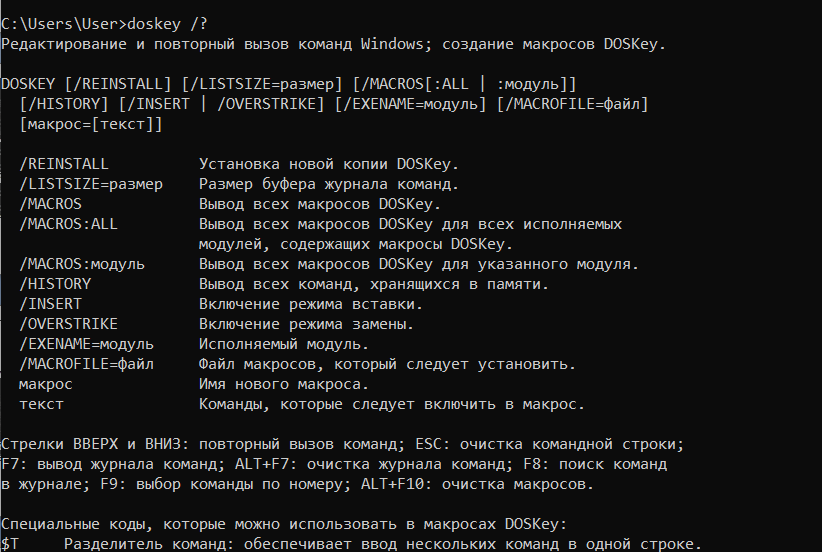 C:\Users\User>doskey /?
Редактирование и повторный вызов команд Windows; создание макросов DOSKey.
DOSKEY [/REINSTALL] [/LISTSIZE=размер] [/MACROS[:ALL | :модуль]]
[/HISTORY] [/INSERT | /OVERSTRIKE] [/EXENAME=модуль] [/MACROFILE=файл]
[макрос=[текст]]
/REINSTALL Установка новой копии DOSKey.
/LISTSIZE=размер Размер буфера журнала команд.
/MACROS Вывод всех макросов DOSKey.
/MACROS:ALL Вывод всех макросов DOSKey для всех исполняемых
модулей, содержащих макросы DOSKey.
/MACROS:модуль Вывод всех макросов DOSKey для указанного модуля.
/HISTORY Вывод всех команд, хранящихся в памяти.
/INSERT Включение режима вставки.
/OVERSTRIKE Включение режима замены.
/EXENAME=модуль Исполняемый модуль.
/MACROFILE=файл Файл макросов, который следует установить.
макрос Имя нового макроса.
текст Команды, которые следует включить в макрос.
Стрелки ВВЕРХ и ВНИЗ: повторный вызов команд; ESC: очистка командной строки;
F7: вывод журнала команд; ALT+F7: очистка журнала команд; F8: поиск команд
в журнале; F9: выбор команды по номеру; ALT+F10: очистка макросов.
Специальные коды, которые можно использовать в макросах DOSKey:
$T Разделитель команд: обеспечивает ввод нескольких команд в одной строке.